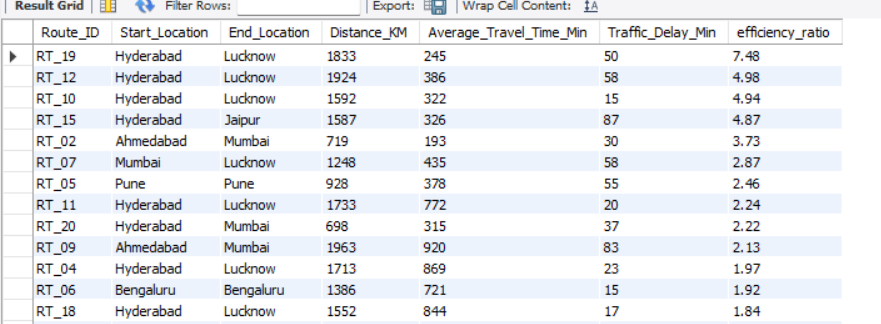 Result Grid Filter Rows: Export: Wrap Cell Content: IA
Route_ID Start_Location End_Location Distance_KM Average_Travel_Time_Min Traffic_Delay_Min efficiency_ratio
RT_19 Hyderabad Lucknow 1833 245 50 7.48
RT_12 Hyderabad Lucknow 1924 386 58 4.98
RT_10 Hyderabad Lucknow 1592 322 15 4.94
RT_15 Hyderabad Jaipur 1587 326 87 4.87
RT_02 Ahmedabad Mumbai 719 193 30 3.73
RT_07 Mumbai Lucknow 1248 435 58 2.87
RT_05 Pune Pune 928 378 55 2.46
RT_11 Hyderabad Lucknow 1733 772 20 2.24
RT_20 Hyderabad Mumbai 698 315 37 2.22
RT_09 Ahmedabad Mumbai 1963 920 83 2.13
RT_04 Hyderabad Lucknow 1713 869 23 1.97
RT_06 Bengaluru Bengaluru 1386 721 15 1.92
RT_18 Hyderabad Lucknow 1552 844 17 1.84